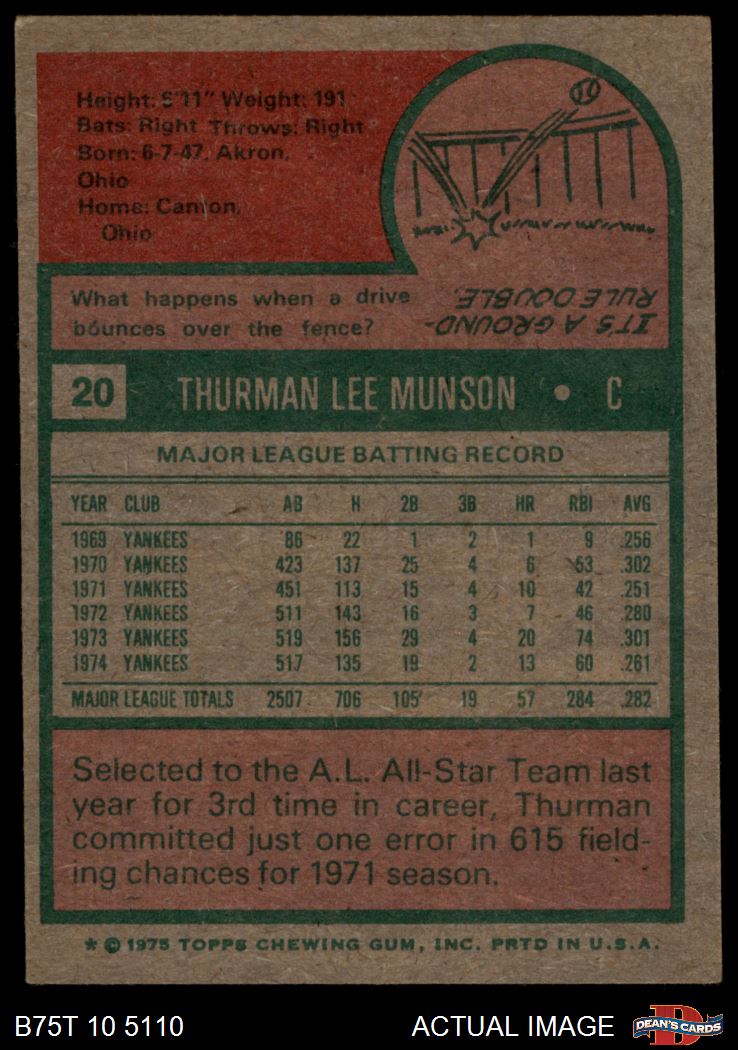 Height: 5'11" Weight: 191
Bats: Right Throws: Right
Born: 6-7-47, Akron,
Ohio
Home: Canton,
Ohio
What happens when a drive
bounces over the fence?
IT'S A GROUND-
RULE DOUBLE.
20 THURMAN LEE MUNSON • C
MAJOR LEAGUE BATTING RECORD
YEAR CLUB AB H 2B 3B HR RBI AVG
1969 YANKEES 86 22 1 2 1 9 .256
1970 YANKEES 423 137 25 4 6 53 .302
1971 YANKEES 451 113 15 4 10 42 .251
1972 YANKEES 511 143 16 3 7 46 .280
1973 YANKEES 519 156 29 4 20 74 .301
1974 YANKEES 517 135 19 2 13 60 .261
MAJOR LEAGUE TOTALS 2507 706 105 19 57 284 .282
Selected to the A.L. All-Star Team last
year for 3rd time in career, Thurman
committed just one error in 615 field-
ing chances for 1971 season.
* © 1975 TOPPS CHEWING GUM, INC. PRTD IN U.S.A.
B75T 10 5110 ACTUAL IMAGE DEAN'S CARDS